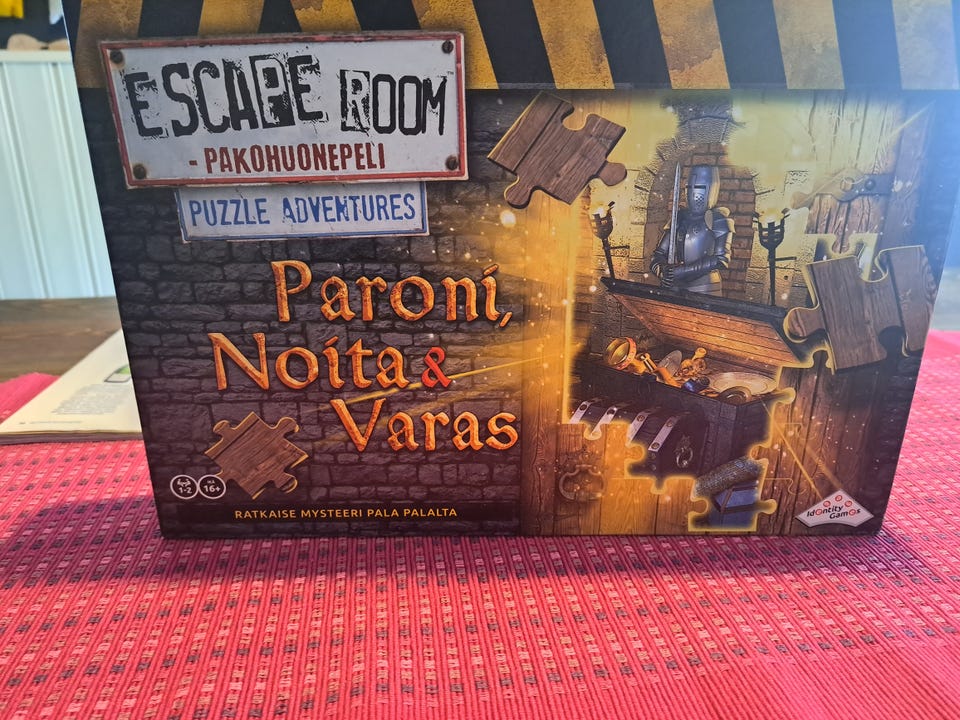 ESCAPE ROOM
- PAKOHUONEPELI
PUZZLE ADVENTURES
Paroni,
Noita &
Varas
1-2
16+
RATKAISE MYSTEERI PALA PALALTA
Identity
Games